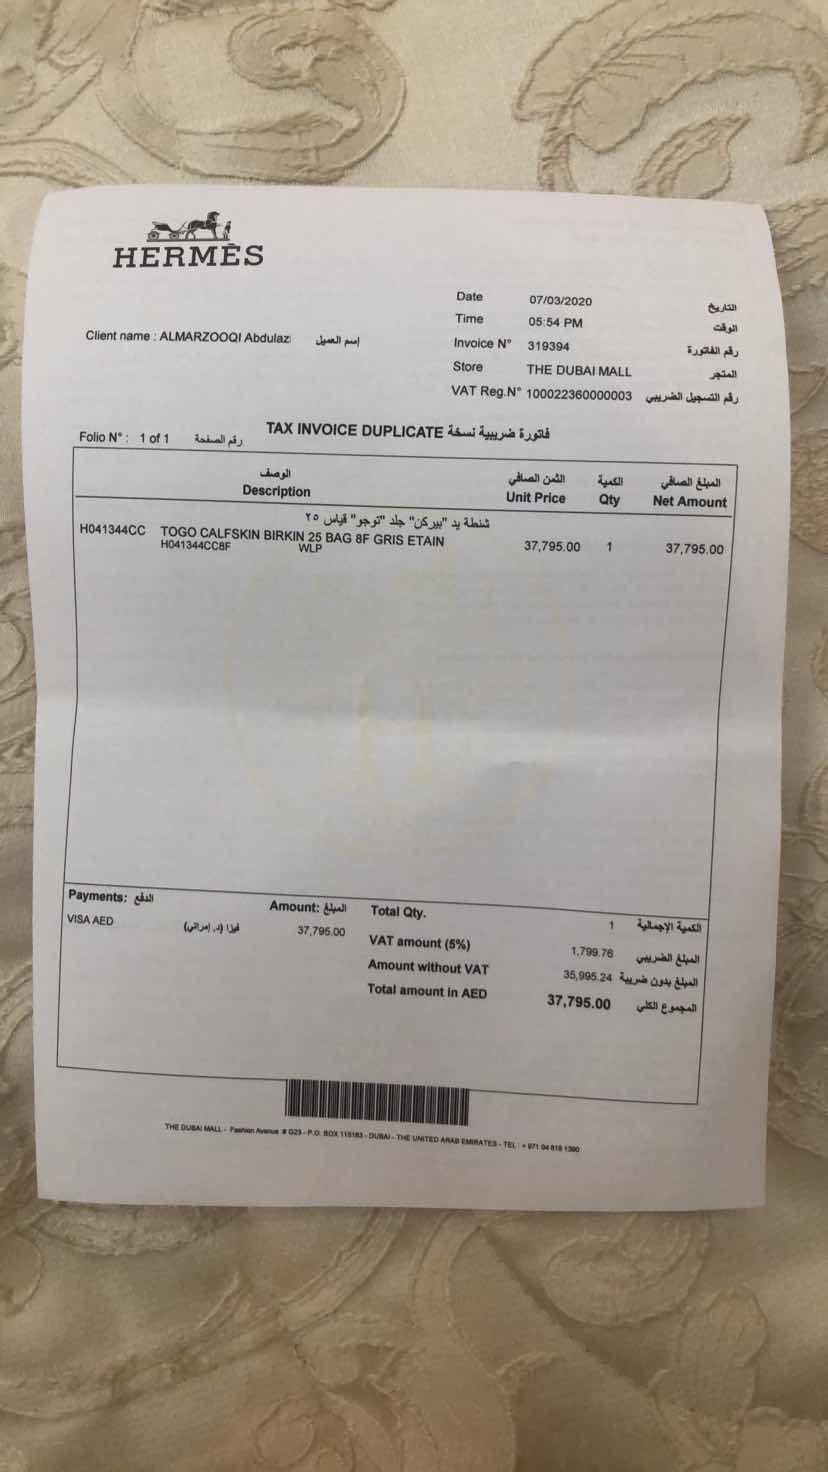 HERMÈS
Date 07/03/2020 التاريخ
Time 05:54 PM الوقت
Client name : ALMARZOOQI Abdulazi إسم العميل
Invoice N° 319394 رقم الفاتورة
Store THE DUBAI MALL المتجر
VAT Reg.N° 100022360000003 رقم التسجيل الضريبي
Folio N° : 1 of 1 رقم الصفحة
TAX INVOICE DUPLICATE فاتورة ضريبية نسخة
الوصف الثمن الصافي الكمية المبلغ الصافي
Description Unit Price Qty Net Amount
شنطة يد "بيركن" جلد "توجو" قياس ٢٥
H041344CC TOGO CALFSKIN BIRKIN 25 BAG 8F GRIS ETAIN 37,795.00 1 37,795.00
H041344CC8F WLP
Payments: الدفع Amount: المبلغ Total Qty. 1 الكمية الإجمالية
VISA AED فيزا (د. إمراتي) 37,795.00
VAT amount (5%) 1,799.76 المبلغ الضريبي
Amount without VAT 35,995.24 المبلغ بدون ضريبة
Total amount in AED 37,795.00 المجموع الكلي
THE DUBAI MALL - Fashion Avenue # G23 - P.O. BOX 115183 - DUBAI - THE UNITED ARAB EMIRATES - TEL : + 971 04 818 1390